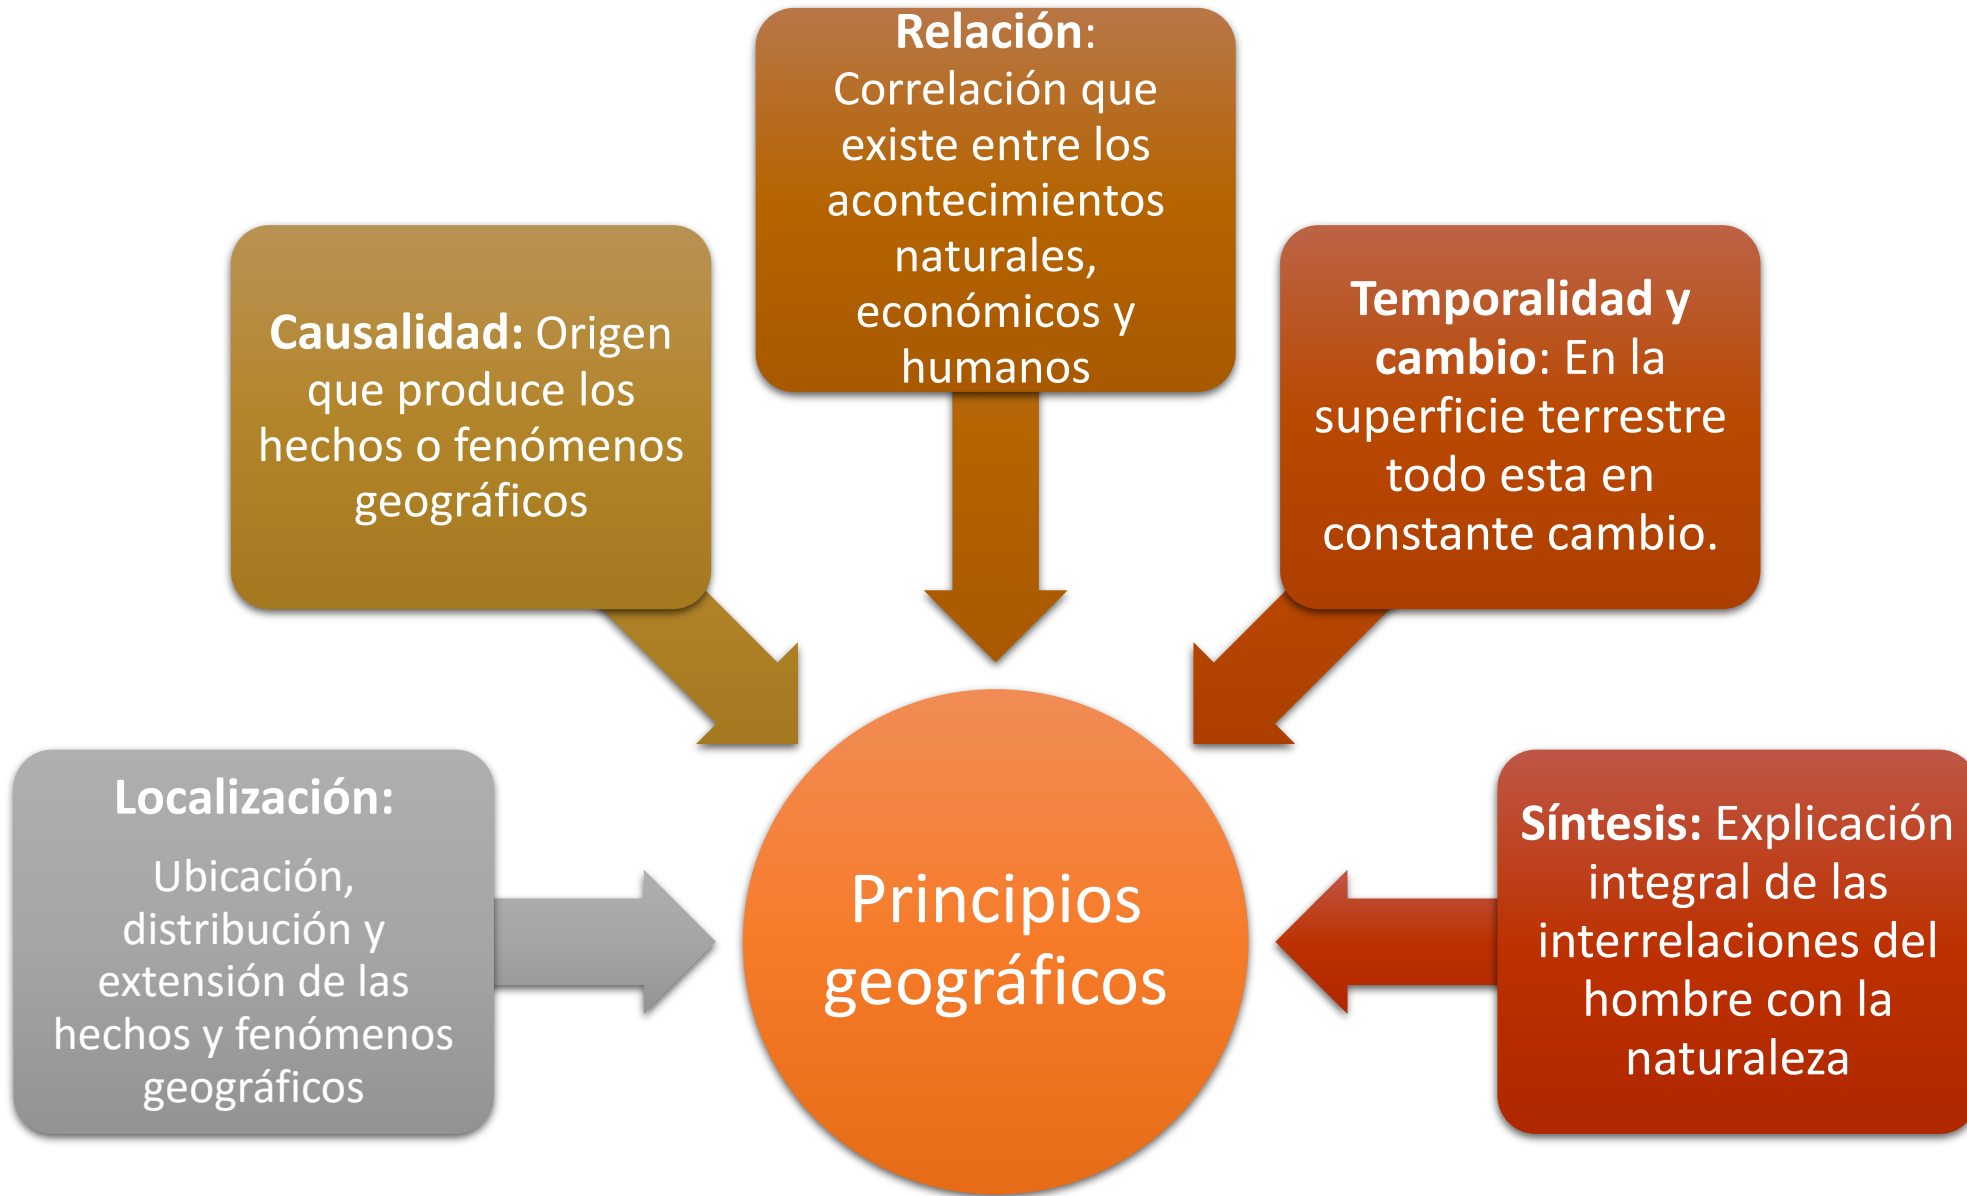 Relación:
Correlación que
existe entre los
acontecimientos
naturales,
económicos y
humanos
Causalidad: Origen
que produce los
hechos o fenómenos
geográficos
Temporalidad y
cambio: En la
superficie terrestre
todo esta en
constante cambio.
Localización:
Ubicación,
distribución y
extensión de las
hechos y fenómenos
geográficos
Principios
geográficos
Síntesis: Explicación
integral de las
interrelaciones del
hombre con la
naturaleza